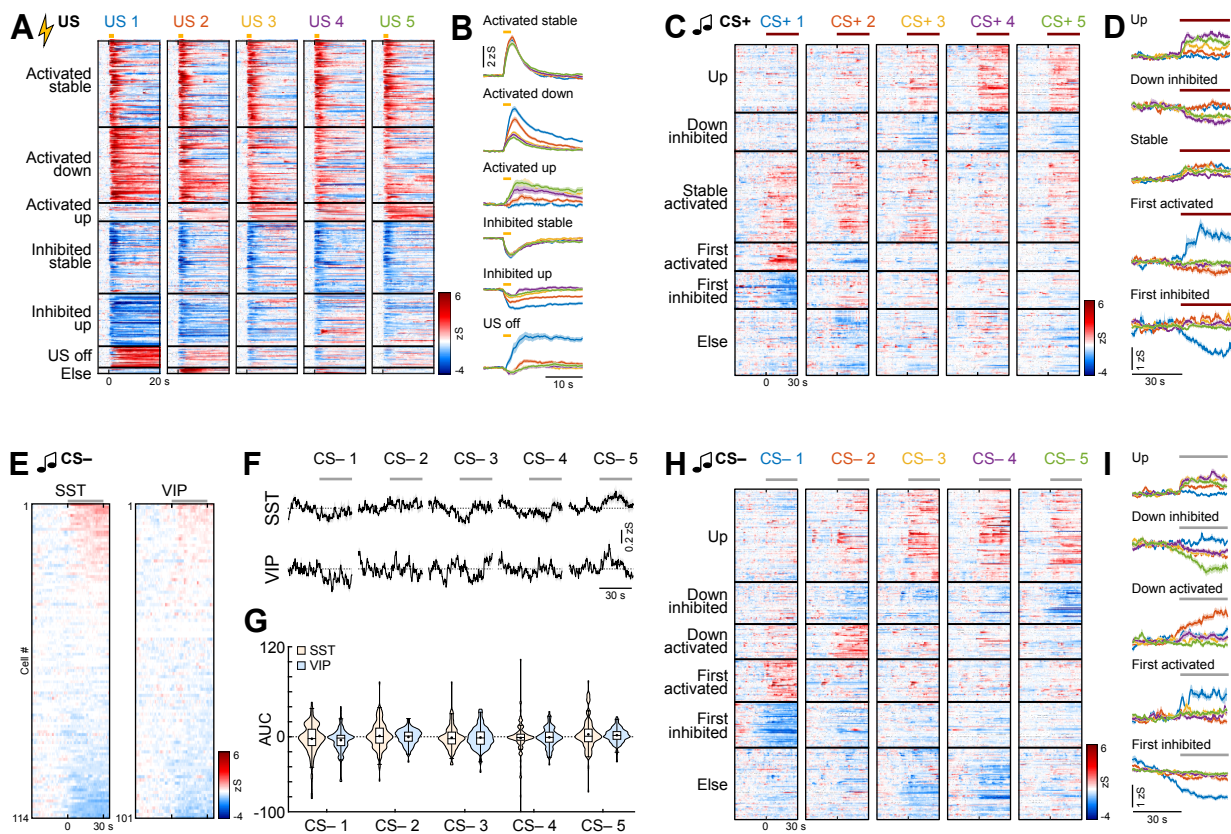 A US US 1 US 2 US 3 US 4 US 5
Activated
stable
Activated
down
Activated
up
Inhibited
stable
Inhibited
up
US off
Else
0 20 s
6
zS
-4
B
Activated stable
2 zS
Activated down
Activated up
Inhibited stable
Inhibited up
US off
10 s
C CS+ CS+ 1 CS+ 2 CS+ 3 CS+ 4 CS+ 5
Up
Down
inhibited
Stable
activated
First
activated
First
inhibited
Else
0 30 s
6
zS
-4
D
Up
Down inhibited
Stable
First activated
First inhibited
1 zS
30 s
E CS–
SST VIP
1 1
Cell #
114 101
0 30 s
6
zS
-4
F
CS– 1 CS– 2 CS– 3 CS– 4 CS– 5
SST
VIP
0.2 zS
30 s
G
SST
VIP
120
0
-100
AUC
CS– 1 CS– 2 CS– 3 CS– 4 CS– 5
H CS– CS– 1 CS– 2 CS– 3 CS– 4 CS– 5
Up
Down
inhibited
Down
activated
First
activated
First
inhibited
Else
0 30 s
6
zS
-4
I
Up
Down inhibited
Down activated
First activated
First inhibited
1 zS
30 s